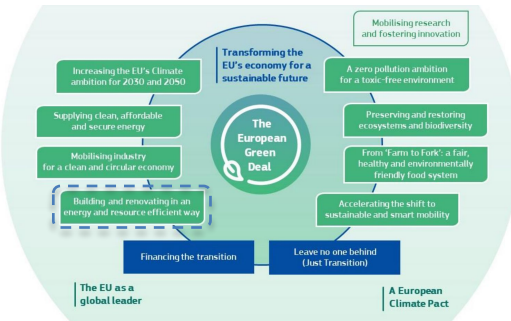 Mobilising research
and fostering innovation
Transforming the
EU's economy for a
sustainable future
Increasing the EU's Climate
ambition for 2030 and 2050
A zero pollution ambition
for a toxic-free environment
Supplying clean, affordable
and secure energy
Preserving and restoring
ecosystems and biodiversity
The
European
Green
Deal
Mobilising industry
for a clean and circular economy
From 'Farm to Fork': a fair,
healthy and environmentally
friendly food system
Building and renovating in an
energy and resource efficient way
Accelerating the shift to
sustainable and smart mobility
Financing the transition
Leave no one behind
(Just Transition)
The EU as a
global leader
A European
Climate Pact